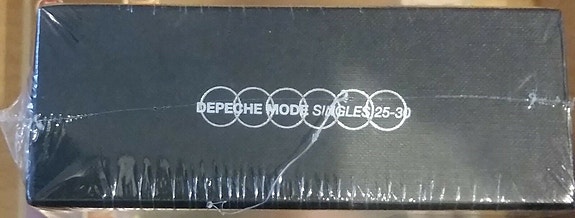 DEPECHE MODE SINGLES 25-30